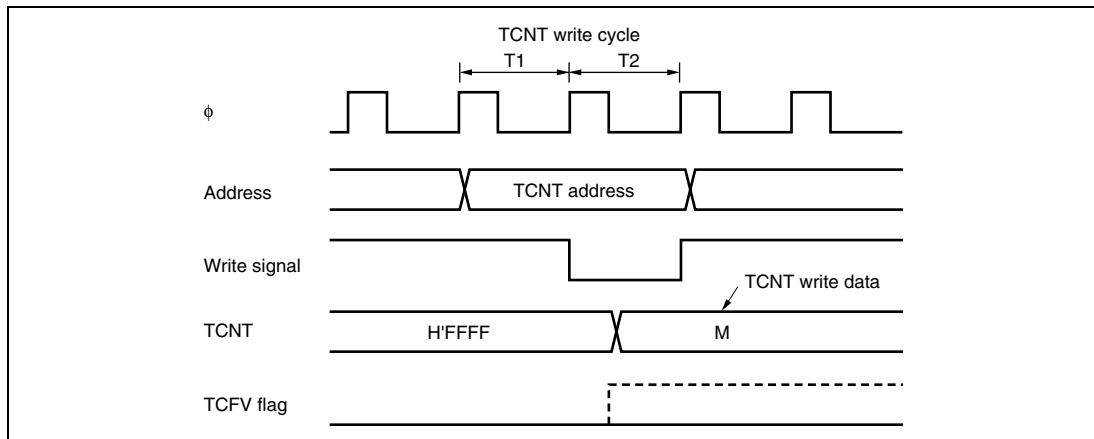 TCNT write cycle
T1 T2
ϕ
Address TCNT address
Write signal
TCNT write data
TCNT H'FFFF M
TCFV flag